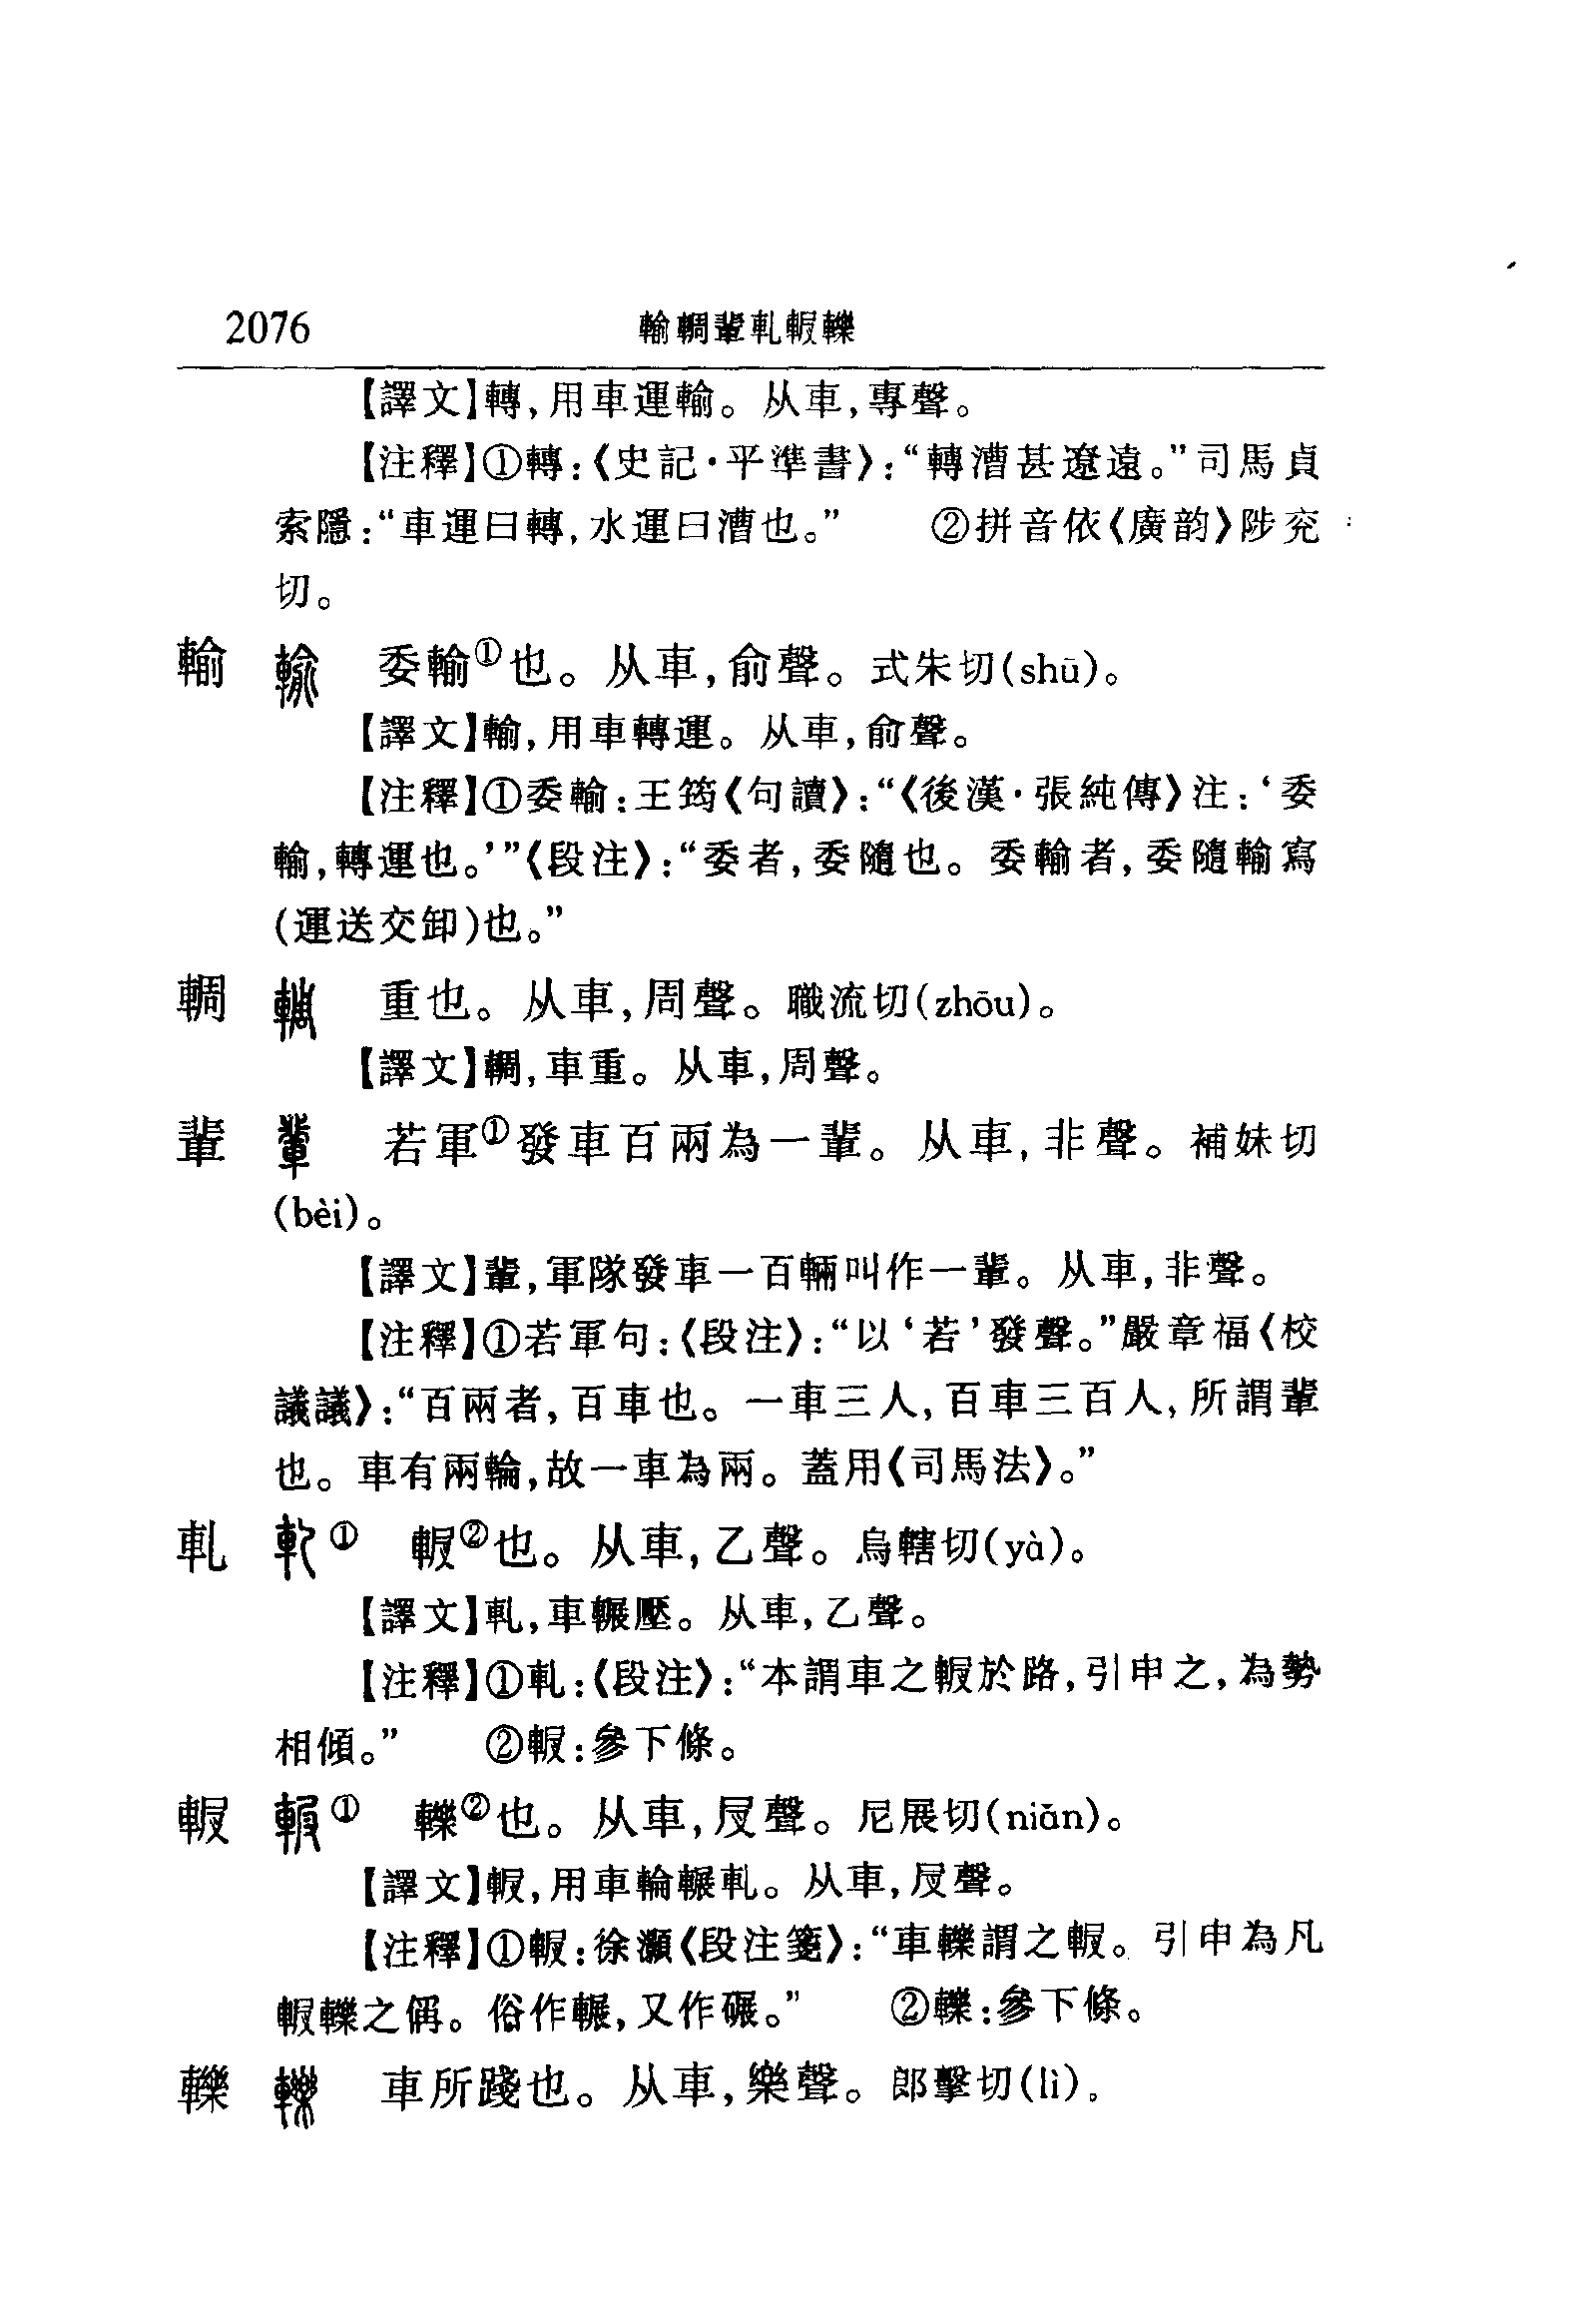 2076 輸輖輩軋輾轢
【譯文】轉,用車運輸。从車,專聲。
【注釋】①轉:《史記·平準書》:“轉漕甚遼遠。”司馬貞
索隱:“車運曰轉,水運曰漕也。” ②拼音依《廣韵》陟兗
切。
輸 委輸①也。从車,俞聲。式朱切(shū)。
【譯文】輸,用車轉運。从車,俞聲。
【注釋】①委輸:王筠《句讀》:“《後漢·張純傳》注:‘委
輸,轉運也。’”《段注》:“委者,委隨也。委輸者,委隨輸寫
(運送交卸)也。”
輖 重也。从車,周聲。職流切(zhōu)。
【譯文】輖,車重。从車,周聲。
輩 若軍①發車百兩為一輩。从車,非聲。補妹切
(bèi)。
【譯文】輩,軍隊發車一百輛叫作一輩。从車,非聲。
【注釋】①若軍句:《段注》:“以‘若’發聲。”嚴章福《校
議議》:“百兩者,百車也。一車三人,百車三百人,所謂輩
也。車有兩輪,故一車為兩。蓋用《司馬法》。”
軋 ① 報②也。从車,乙聲。烏轄切(yà)。
【譯文】軋,車輾壓。从車,乙聲。
【注釋】①軋:《段注》:“本謂車之報於路,引申之,為勢
相傾。” ②報:參下條。
報 ① 轢②也。从車,㞋聲。尼展切(niǎn)。
【譯文】報,用車輪輾軋。从車,㞋聲。
【注釋】①報:徐灝《段注箋》:“車轢謂之報。引申為凡
報轢之偁。俗作輾,又作碾。” ②轢:參下條。
轢 車所踐也。从車,樂聲。郎擊切(lì)。